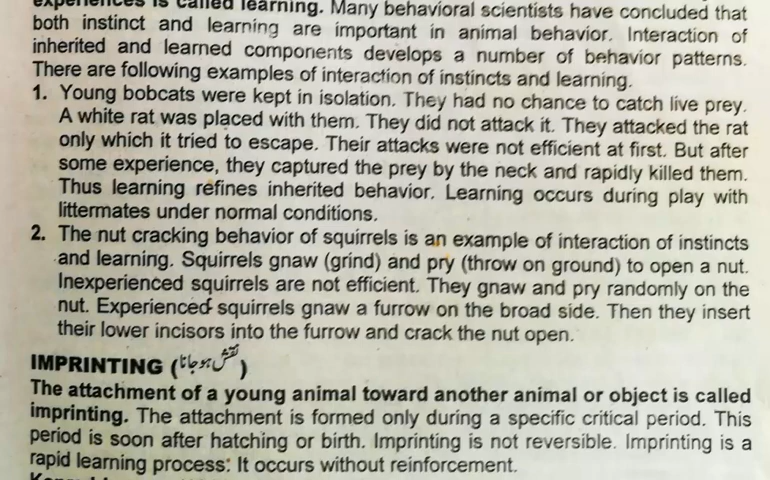 experiences is called learning. Many behavioral scientists have concluded that
both instinct and learning are important in animal behavior. Interaction of
inherited and learned components develops a number of behavior patterns.
There are following examples of interaction of instincts and learning.
1. Young bobcats were kept in isolation. They had no chance to catch live prey.
A white rat was placed with them. They did not attack it. They attacked the rat
only which it tried to escape. Their attacks were not efficient at first. But after
some experience, they captured the prey by the neck and rapidly killed them.
Thus learning refines inherited behavior. Learning occurs during play with
littermates under normal conditions.
2. The nut cracking behavior of squirrels is an example of interaction of instincts
and learning. Squirrels gnaw (grind) and pry (throw on ground) to open a nut.
Inexperienced squirrels are not efficient. They gnaw and pry randomly on the
nut. Experienced squirrels gnaw a furrow on the broad side. Then they insert
their lower incisors into the furrow and crack the nut open.
IMPRINTING (نقش ہو جانا)
The attachment of a young animal toward another animal or object is called
imprinting. The attachment is formed only during a specific critical period. This
period is soon after hatching or birth. Imprinting is not reversible. Imprinting is a
rapid learning process: It occurs without reinforcement.